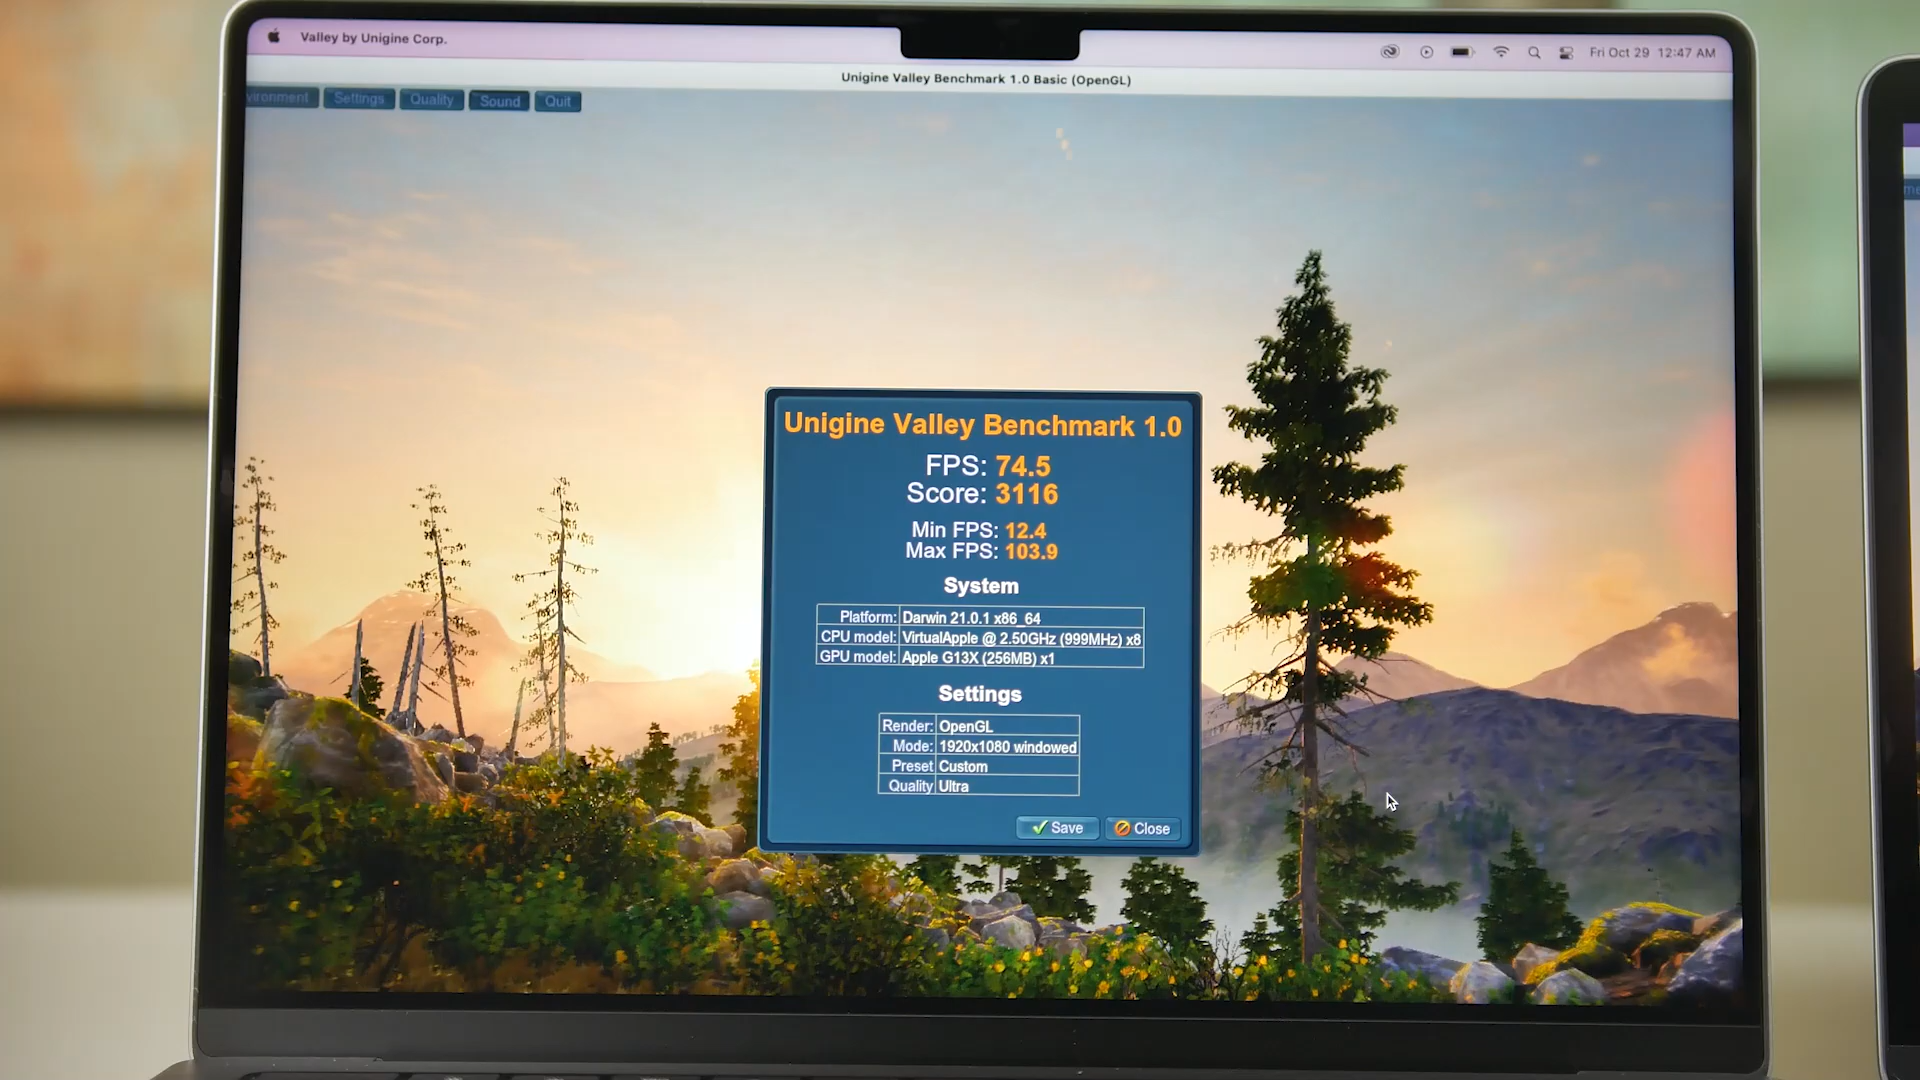 Valley by Unigine Corp.
Fri Oct 29 12:47 AM
Unigine Valley Benchmark 1.0 Basic (OpenGL)
vironment Settings Quality Sound Quit
Unigine Valley Benchmark 1.0
FPS: 74.5
Score: 3116
Min FPS: 12.4
Max FPS: 103.9
System
Platform: Darwin 21.0.1 x86_64
CPU model: VirtualApple @ 2.50GHz (999MHz) x8
GPU model: Apple G13X (256MB) x1
Settings
Render: OpenGL
Mode: 1920x1080 windowed
Preset Custom
Quality Ultra
Save Close